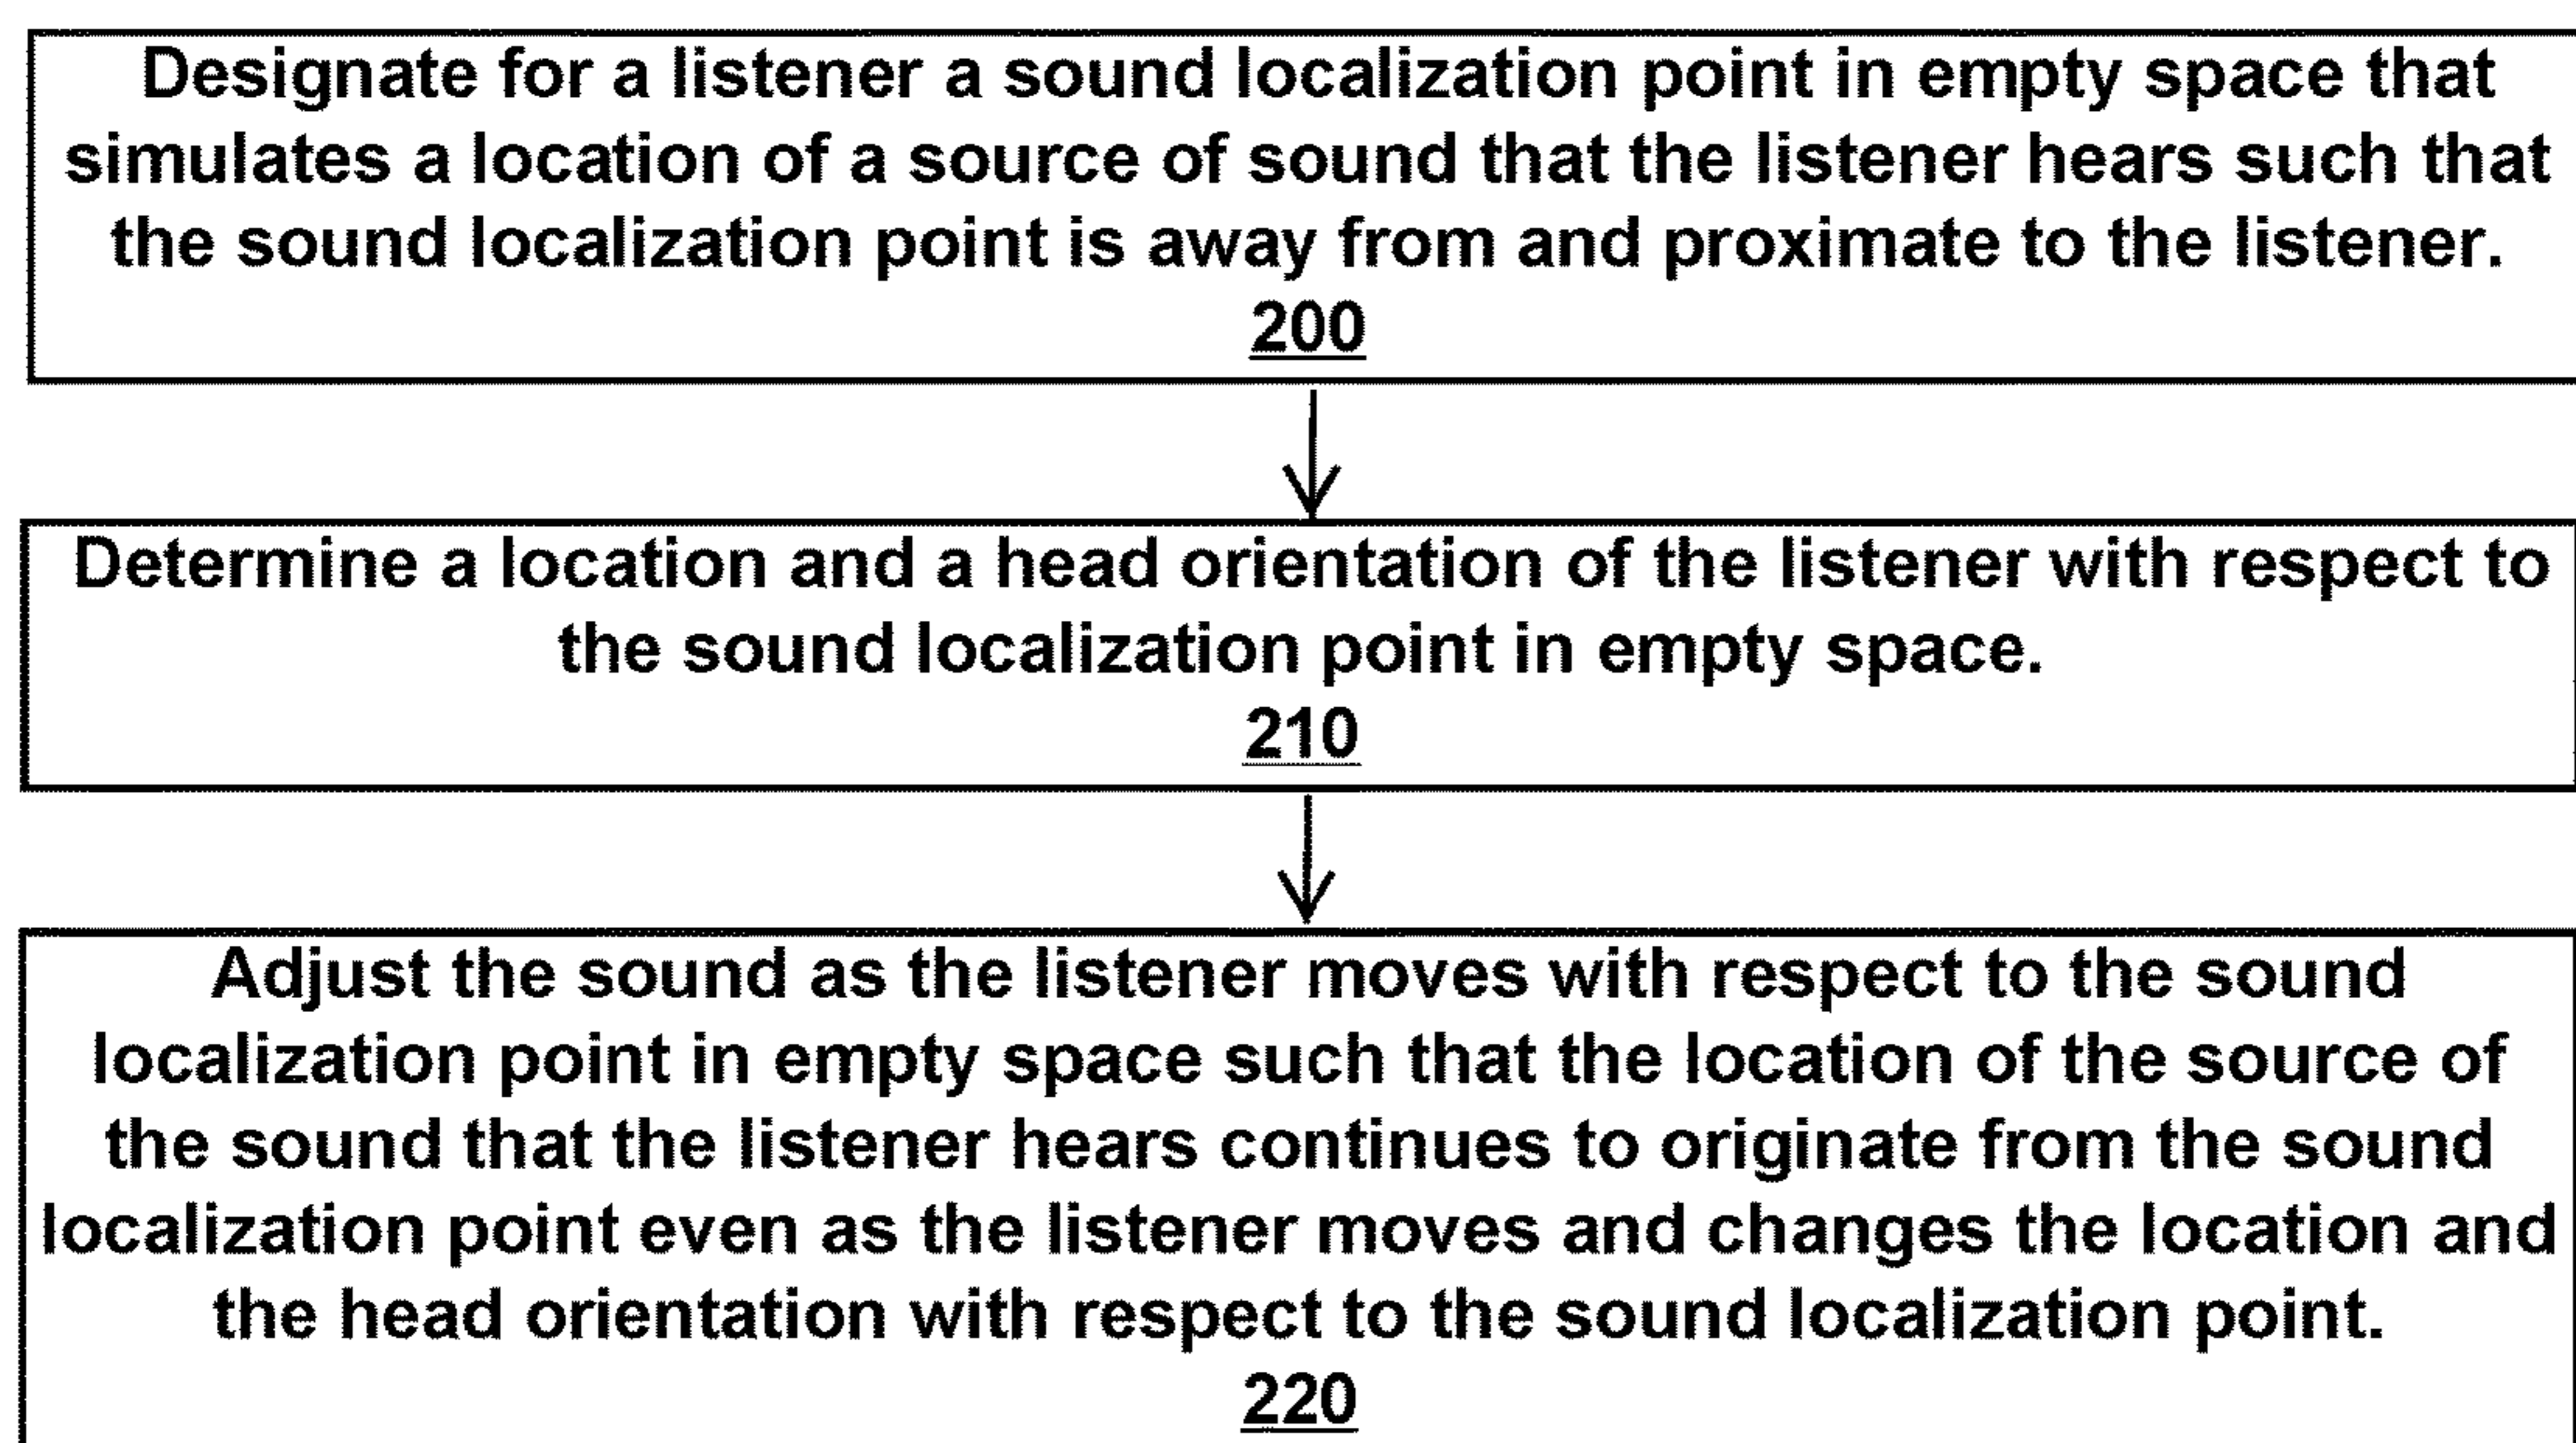 Designate for a listener a sound localization point in empty space that
simulates a location of a source of sound that the listener hears such that
the sound localization point is away from and proximate to the listener.
200
Determine a location and a head orientation of the listener with respect to
the sound localization point in empty space.
210
Adjust the sound as the listener moves with respect to the sound
localization point in empty space such that the location of the source of
the sound that the listener hears continues to originate from the sound
localization point even as the listener moves and changes the location and
the head orientation with respect to the sound localization point.
220